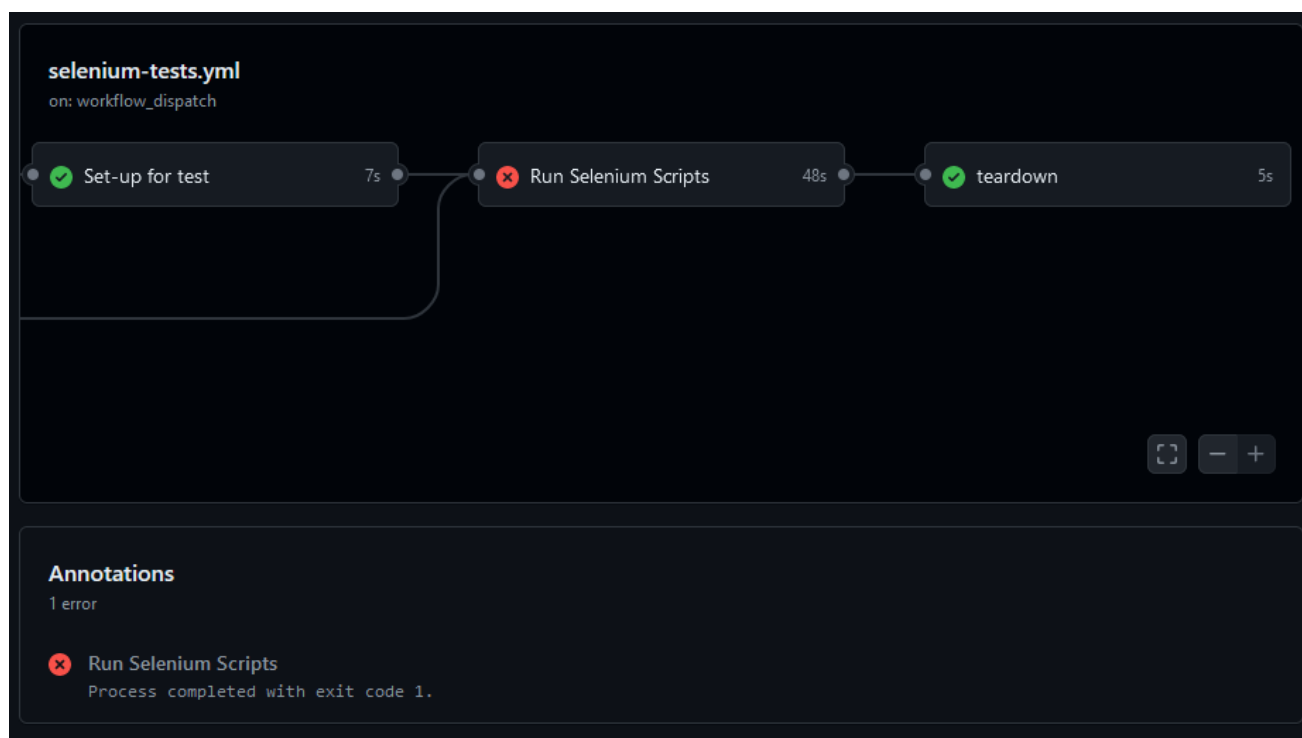 selenium-tests.yml
on: workflow_dispatch
Set-up for test 7s
Run Selenium Scripts 48s
teardown 5s
Annotations
1 error
Run Selenium Scripts
Process completed with exit code 1.